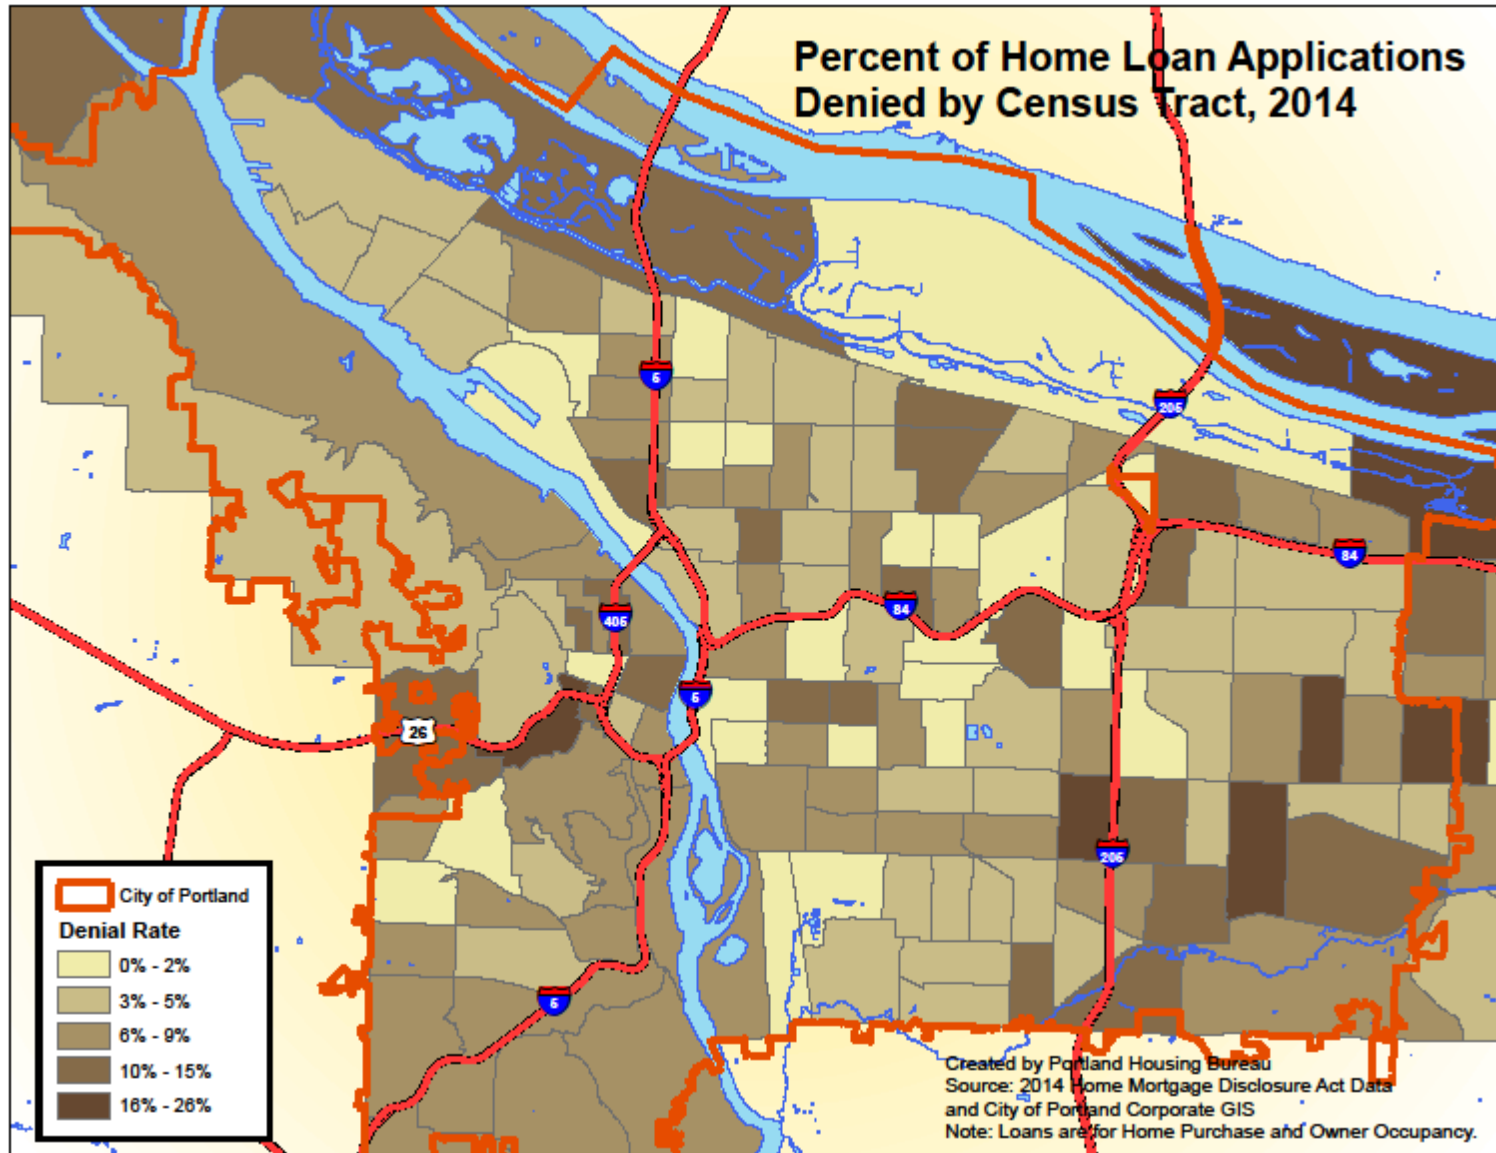 Percent of Home Loan Applications
Denied by Census Tract, 2014
5
205
84
84
405
5
26
205
5
City of Portland
Denial Rate
0% - 2%
3% - 5%
6% - 9%
10% - 15%
16% - 26%
Created by Portland Housing Bureau
Source: 2014 Home Mortgage Disclosure Act Data
and City of Portland Corporate GIS
Note: Loans are for Home Purchase and Owner Occupancy.